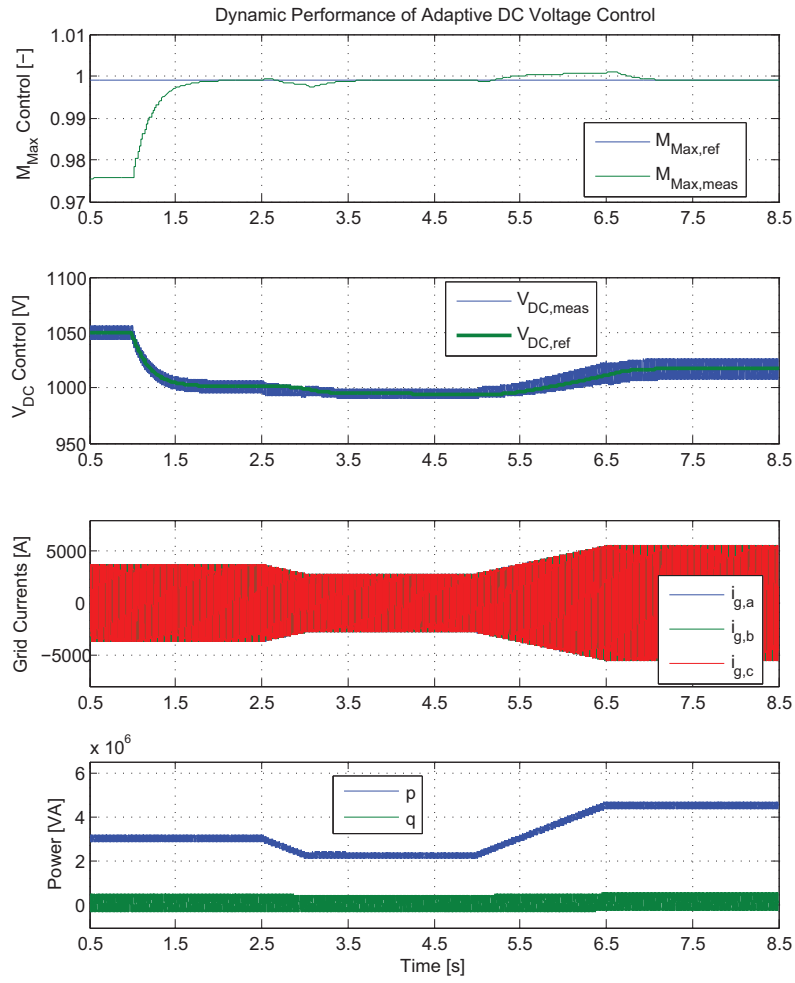 Dynamic Performance of Adaptive DC Voltage Control
M_Max Control [-]
1.01
1
0.99
0.98
0.97
M_Max,ref
M_Max,meas
0.5 1.5 2.5 3.5 4.5 5.5 6.5 7.5 8.5
V_DC Control [V]
1100
1050
1000
950
V_DC,meas
V_DC,ref
0.5 1.5 2.5 3.5 4.5 5.5 6.5 7.5 8.5
Grid Currents [A]
5000
0
−5000
i_g,a
i_g,b
i_g,c
0.5 1.5 2.5 3.5 4.5 5.5 6.5 7.5 8.5
x 10^6
Power [VA]
6
4
2
0
p
q
0.5 1.5 2.5 3.5 4.5 5.5 6.5 7.5 8.5
Time [s]